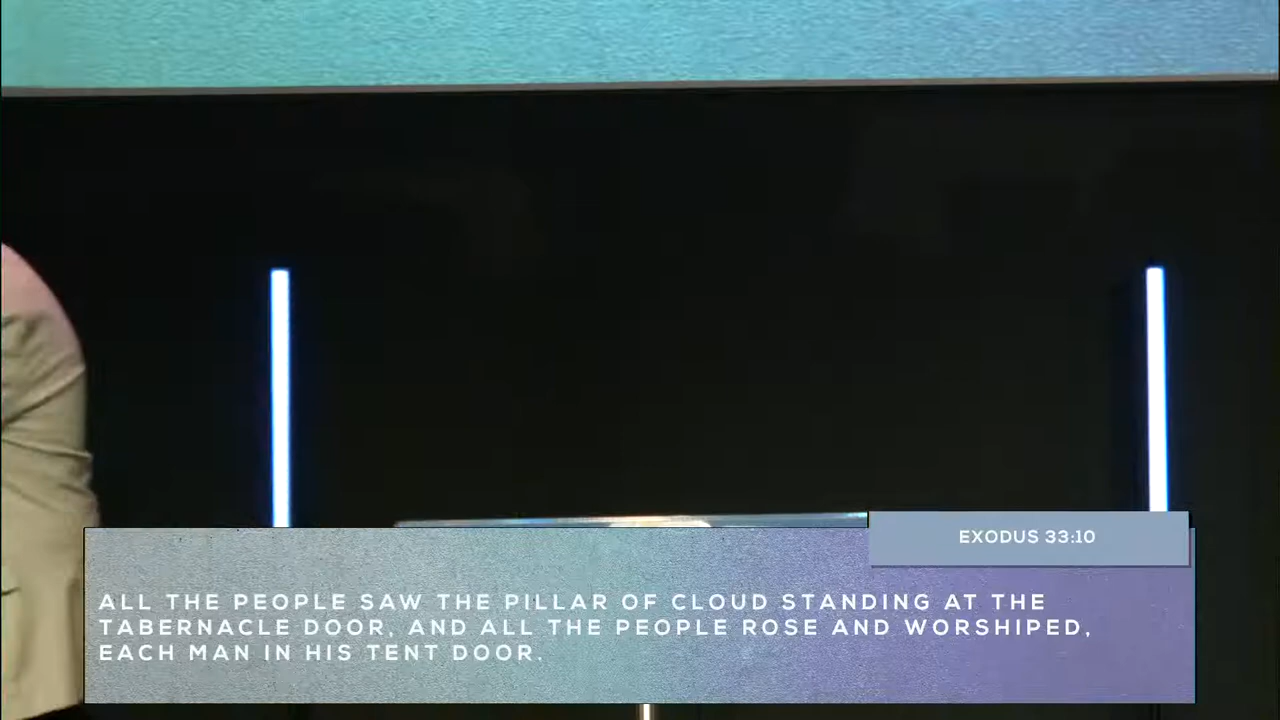 EXODUS 33:10
ALL THE PEOPLE SAW THE PILLAR OF CLOUD STANDING AT THE
TABERNACLE DOOR, AND ALL THE PEOPLE ROSE AND WORSHIPED,
EACH MAN IN HIS TENT DOOR.